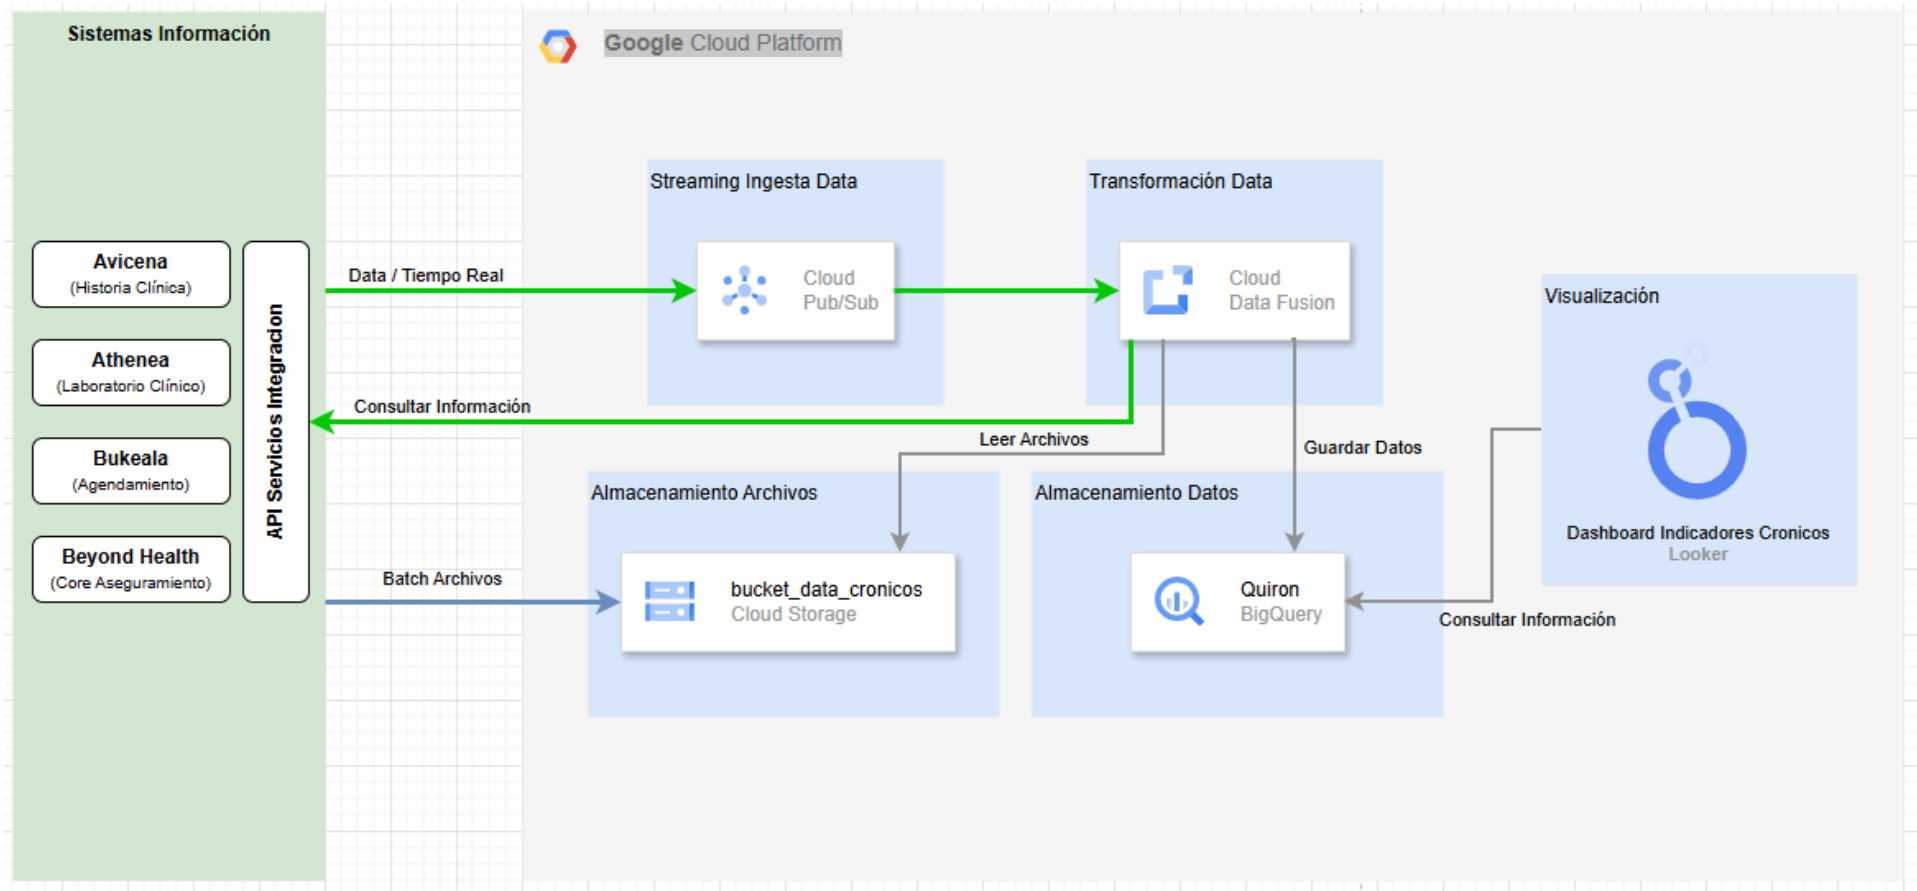 Sistemas Información
Google Cloud Platform
Streaming Ingesta Data
Transformación Data
Avicena
(Historia Clínica)
Athenea
(Laboratorio Clínico)
Bukeala
(Agendamiento)
Beyond Health
(Core Aseguramiento)
API Servicios Integracion
Data / Tiempo Real
Cloud
Pub/Sub
Cloud
Data Fusion
Visualización
Consultar Información
Leer Archivos
Guardar Datos
Almacenamiento Archivos
Almacenamiento Datos
Dashboard Indicadores Cronicos
Looker
Batch Archivos
bucket_data_cronicos
Cloud Storage
Quiron
BigQuery
Consultar Información